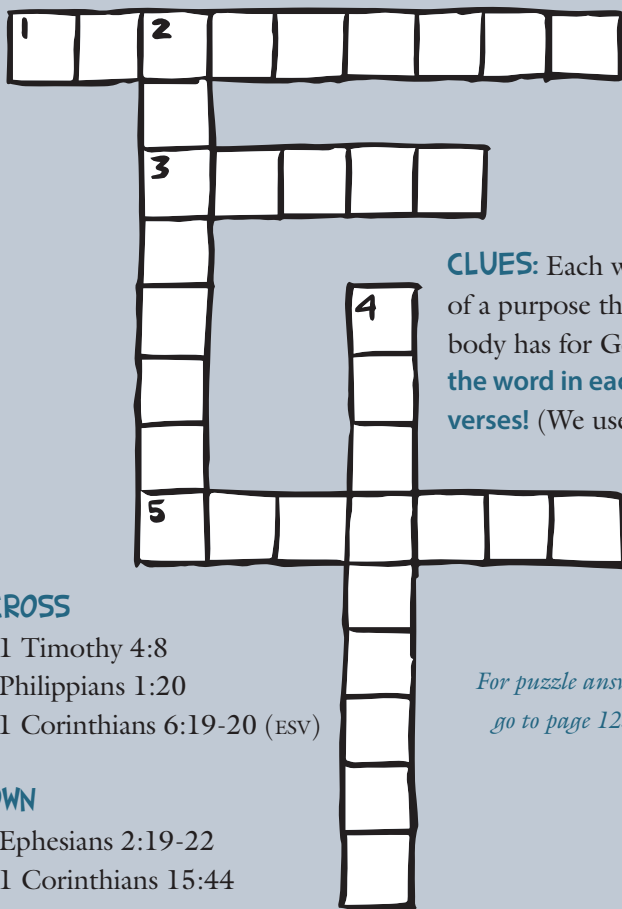 1
2
3
4
CLUES: Each w
of a purpose th
body has for G
the word in eac
verses! (We use
5
CROSS
1 Timothy 4:8
Philippians 1:20
1 Corinthians 6:19-20 (ESV)
For puzzle answ
go to page 12
OWN
Ephesians 2:19-22
1 Corinthians 15:44